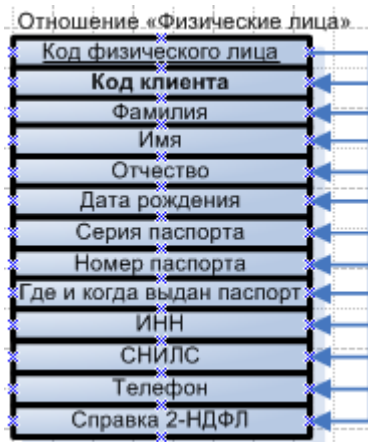 Отношение «Физические лица»
Код физического лица
Код клиента
Фамилия
Имя
Отчество
Дата рождения
Серия паспорта
Номер паспорта
Где и когда выдан паспорт
ИНН
СНИЛС
Телефон
Справка 2-НДФЛ